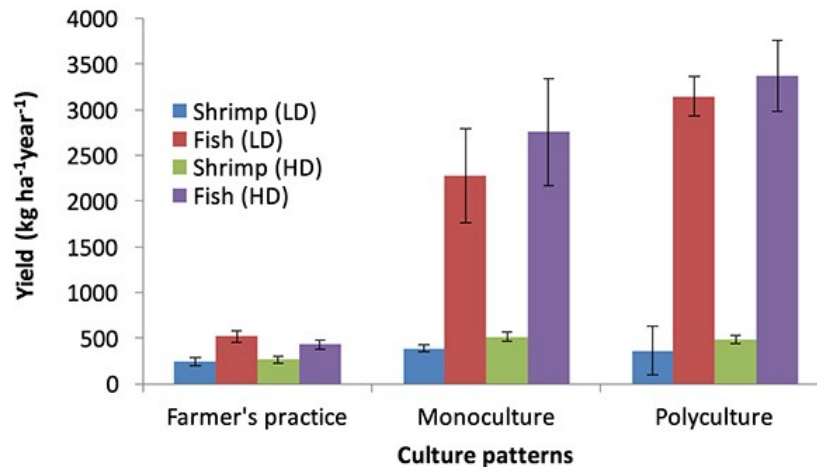 4000
3500
3000
2500
2000
1500
1000
500
0
Yield (kg ha⁻¹year⁻¹)
Shrimp (LD)
Fish (LD)
Shrimp (HD)
Fish (HD)
Farmer's practice
Monoculture
Polyculture
Culture patterns